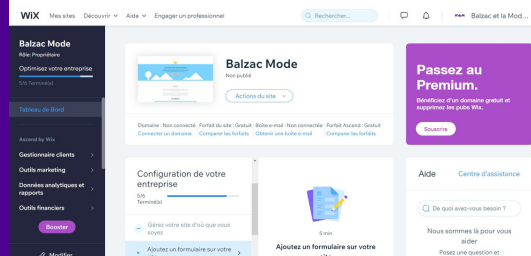 WiX Mes sites Découvrir Aide Engager un professionnel Rechercher... Balzac et la Mod...
Balzac Mode
Rôle: Propriétaire
Optimisez votre entreprise
5/6 Terminé(s)
Tableau de Bord
Ascend by Wix
Gestionnaire clients
Outils marketing
Données analytiques et
rapports
Outils financiers
Booster
Modifier
Balzac Mode
Non publié
Actions du site
Domaine : Non connecté Forfait du site : Gratuit Boîte e-mail : Non connectée Forfait Ascend : Gratuit
Connecter un domaine Comparer les forfaits Obtenir une boîte e-mail Comparer les forfaits
Passez au
Premium.
Bénéficiez d'un domaine gratuit et
supprimez les pubs Wix.
Souscrire
Configuration de votre
entreprise
5/6
Terminé(s)
Gérez votre site d'où que vous
soyez
Ajoutez un formulaire sur votre
5 min
Ajoutez un formulaire sur votre
site
Aide Centre d'assistance
De quoi avez-vous besoin ?
Nous sommes là pour vous
aider
Posez une question et